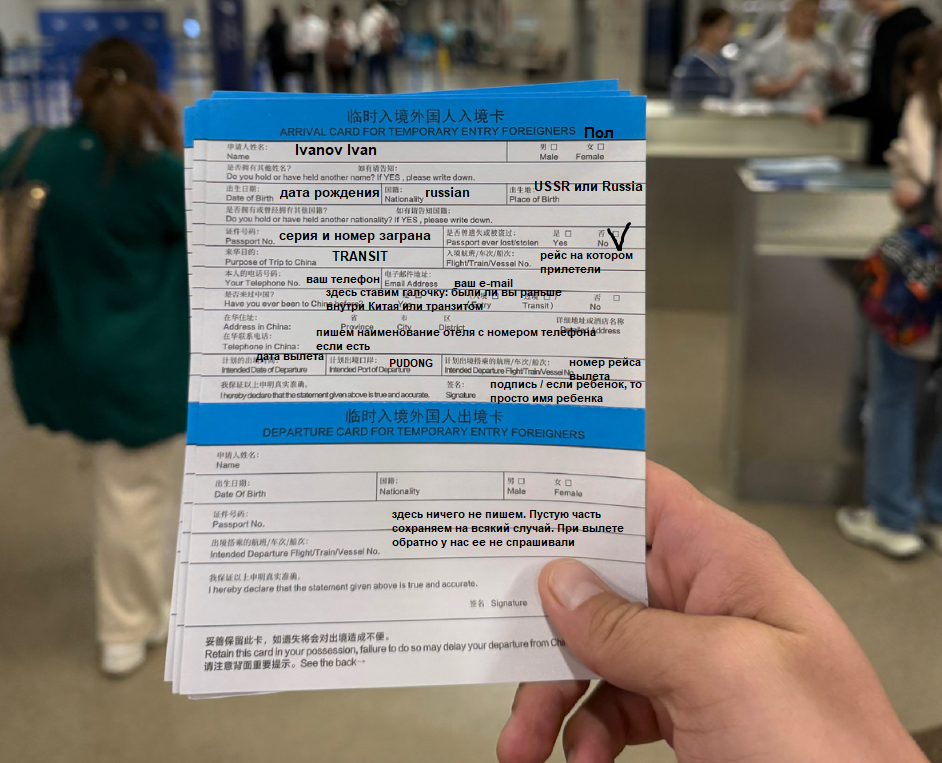 临时入境外国人入境卡
ARRIVAL CARD FOR TEMPORARY ENTRY FOREIGNERS
Пол
申请人姓名:
Name
Ivanov Ivan
男 □ 女 □
Male Female
是否拥有其他姓名? 如有请告知:
Do you hold or have held another name? If YES , please write down.
出生日期:
Date of Birth
дата рождения
国籍:
Nationality
russian
出生地:
Place of Birth
USSR или Russia
是否拥有或曾经拥有其他国籍? 如有请告知国籍:
Do you hold or have held another nationality? If YES , please write down.
证件号码:
Passport No.
серия и номер заграна
是否曾遗失或被盗过:
Passport ever lost/stolen
是 □ 否 □
Yes No
来华目的:
Purpose of Trip to China
TRANSIT
入境航班/车次/船次:
Flight/Train/Vessel No.
рейс на котором
прилетели
本人的电话号码:
Your Telephone No.
ваш телефон
电子邮件地址:
Email Address
ваш e-mail
здесь ставим галочку: были ли вы раньше
внутри Китая или транзитом
是否来过中国?
Have you ever been to China before?
Yes (Entry Transit )
否 □
No
在华住址: 省 市 区 详细地址或酒店名称
Address in China: Province City District Detailed Address
在华联系电话:
Telephone in China:
пишем наименование отеля с номером телефона
если есть
计划的出境时间:
Intended Date of Departure
дата вылета
计划出境口岸:
Intended Port of Departure
PUDONG
计划出境搭乘的航班/车次/船次:
Intended Departure Flight/Train/Vessel No.
номер рейса
вылета
我保证以上申明真实准确。
I hereby declare that the statement given above is true and accurate.
签名:
Signature
подпись / если ребенок, то
просто имя ребенка
临时入境外国人出境卡
DEPARTURE CARD FOR TEMPORARY ENTRY FOREIGNERS
申请人姓名:
Name
出生日期:
Date Of Birth
国籍:
Nationality
男 □ 女 □
Male Female
证件号码:
Passport No.
здесь ничего не пишем. Пустую часть
сохраняем на всякий случай. При вылете
обратно у нас ее не спрашивали
出境搭乘的航班/车次/船次:
Intended Departure Flight/Train/Vessel No.
我保证以上申明真实准确。
I hereby declare that the statement given above is true and accurate.
签名 Signature
妥善保留此卡，如遗失将会对出境造成不便。
Retain this card in your possession, failure to do so may delay your departure from
请注意背面重要提示。See the back→